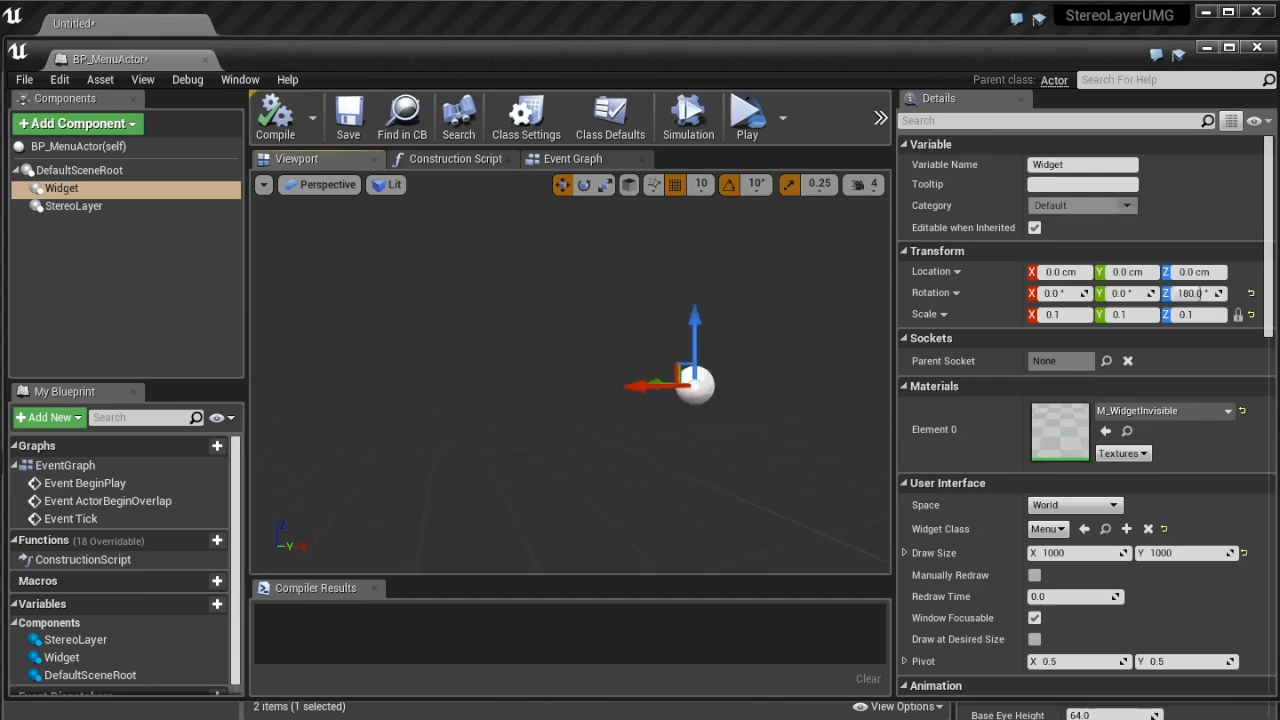 Untitled*
StereoLayerUMG
BP_MenuActor*
File Edit Asset View Debug Window Help
Parent class: Actor Search For Help
Components
+Add Component
BP_MenuActor(self)
DefaultSceneRoot
Widget
StereoLayer
My Blueprint
+Add New Search
Graphs
EventGraph
Event BeginPlay
Event ActorBeginOverlap
Event Tick
Functions (18 Overridable)
ConstructionScript
Macros
Variables
Components
StereoLayer
Widget
DefaultSceneRoot
Event Dispatchers
Compile Save Find in CB Search Class Settings Class Defaults Simulation Play
Viewport Construction Script Event Graph
Perspective Lit 10 10° 0.25 4
Z
Y X
Compiler Results
Clear
2 items (1 selected) View Options
Details
Search
Variable
Variable Name Widget
Tooltip
Category Default
Editable when Inherited
Transform
Location X 0.0 cm Y 0.0 cm Z 0.0 cm
Rotation X 0.0 ° Y 0.0 ° Z 180.0 °
Scale X 0.1 Y 0.1 Z 0.1
Sockets
Parent Socket None
Materials
Element 0 M_WidgetInvisible
Textures
User Interface
Space World
Widget Class Menu
Draw Size X 1000 Y 1000
Manually Redraw
Redraw Time 0.0
Window Focusable
Draw at Desired Size
Pivot X 0.5 Y 0.5
Animation
Base Eye Height 64.0